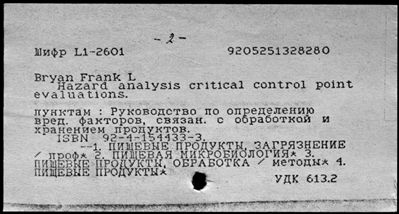 - 2 -
Шифр L1-2601 9205251328280
Bryan Frank L
Hazard analysis critical control point
evaluations.
пунктам : Руководство по определению
вред. факторов, связан. с обработкой и
хранением продуктов.
ISBN 92-4-154433-3.
--1. ПИЩЕВЫЕ ПРОДУКТЫ, ЗАГРЯЗНЕНИЕ
/ проф* 2. ПИЩЕВАЯ МИКРОБИОЛОГИЯ* 3.
ПИЩЕВЫЕ ПРОДУКТЫ, ОБРАБОТКА / методы* 4.
ПИЩЕВЫЕ ПРОДУКТЫ*
УДК 613.2